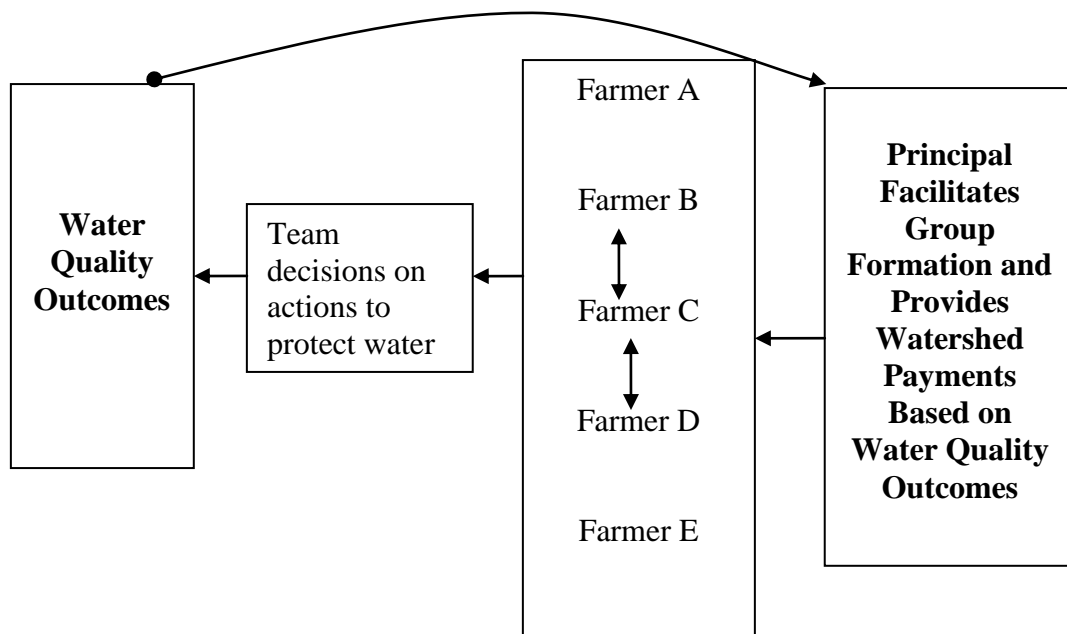 Water
Quality
Outcomes
Team
decisions on
actions to
protect water
Farmer A
Farmer B
Farmer C
Farmer D
Farmer E
Principal
Facilitates
Group
Formation and
Provides
Watershed
Payments
Based on
Water Quality
Outcomes